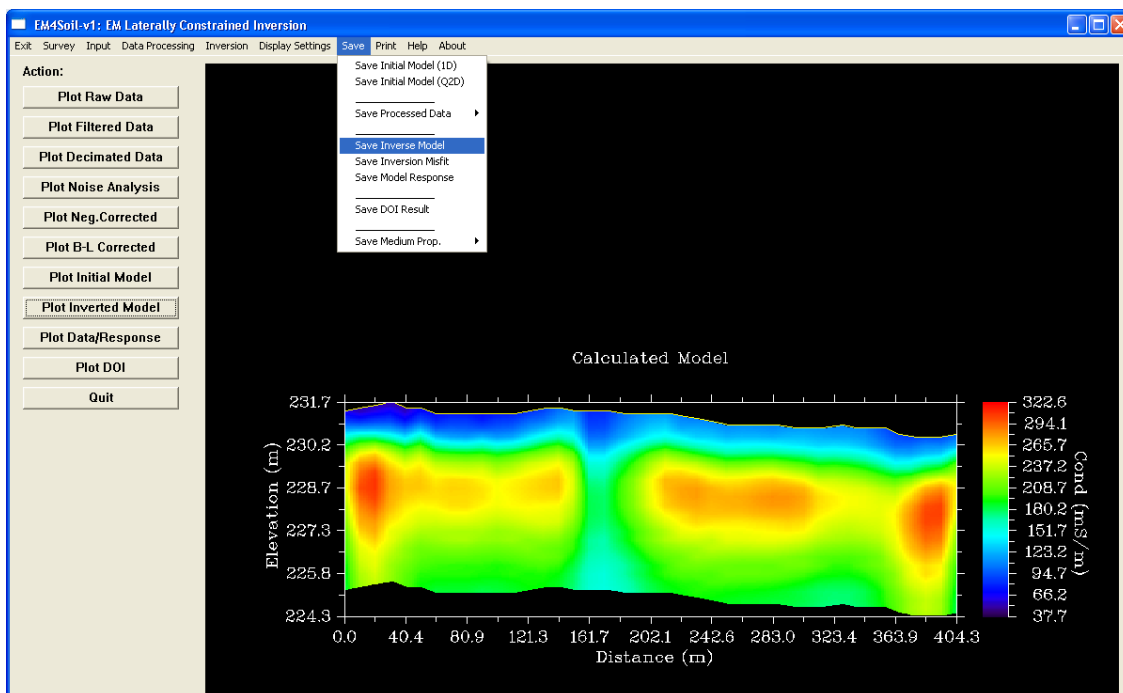 EM4Soil-v1: EM Laterally Constrained Inversion
Exit Survey Input Data Processing Inversion Display Settings Save Print Help About
Action:
Plot Raw Data
Plot Filtered Data
Plot Decimated Data
Plot Noise Analysis
Plot Neg.Corrected
Plot B-L Corrected
Plot Initial Model
Plot Inverted Model
Plot Data/Response
Plot DOI
Quit
Save Initial Model (1D)
Save Initial Model (Q2D)
Save Processed Data
Save Inverse Model
Save Inversion Misfit
Save Model Response
Save DOI Result
Save Medium Prop.
Calculated Model
Elevation (m)
231.7
230.2
228.7
227.3
225.8
224.3
0.0 40.4 80.9 121.3 161.7 202.1 242.6 283.0 323.4 363.9 404.3
Distance (m)
322.6
294.1
265.7
237.2
208.7
180.2
151.7
123.2
94.7
66.2
37.7
Cond (mS/m)